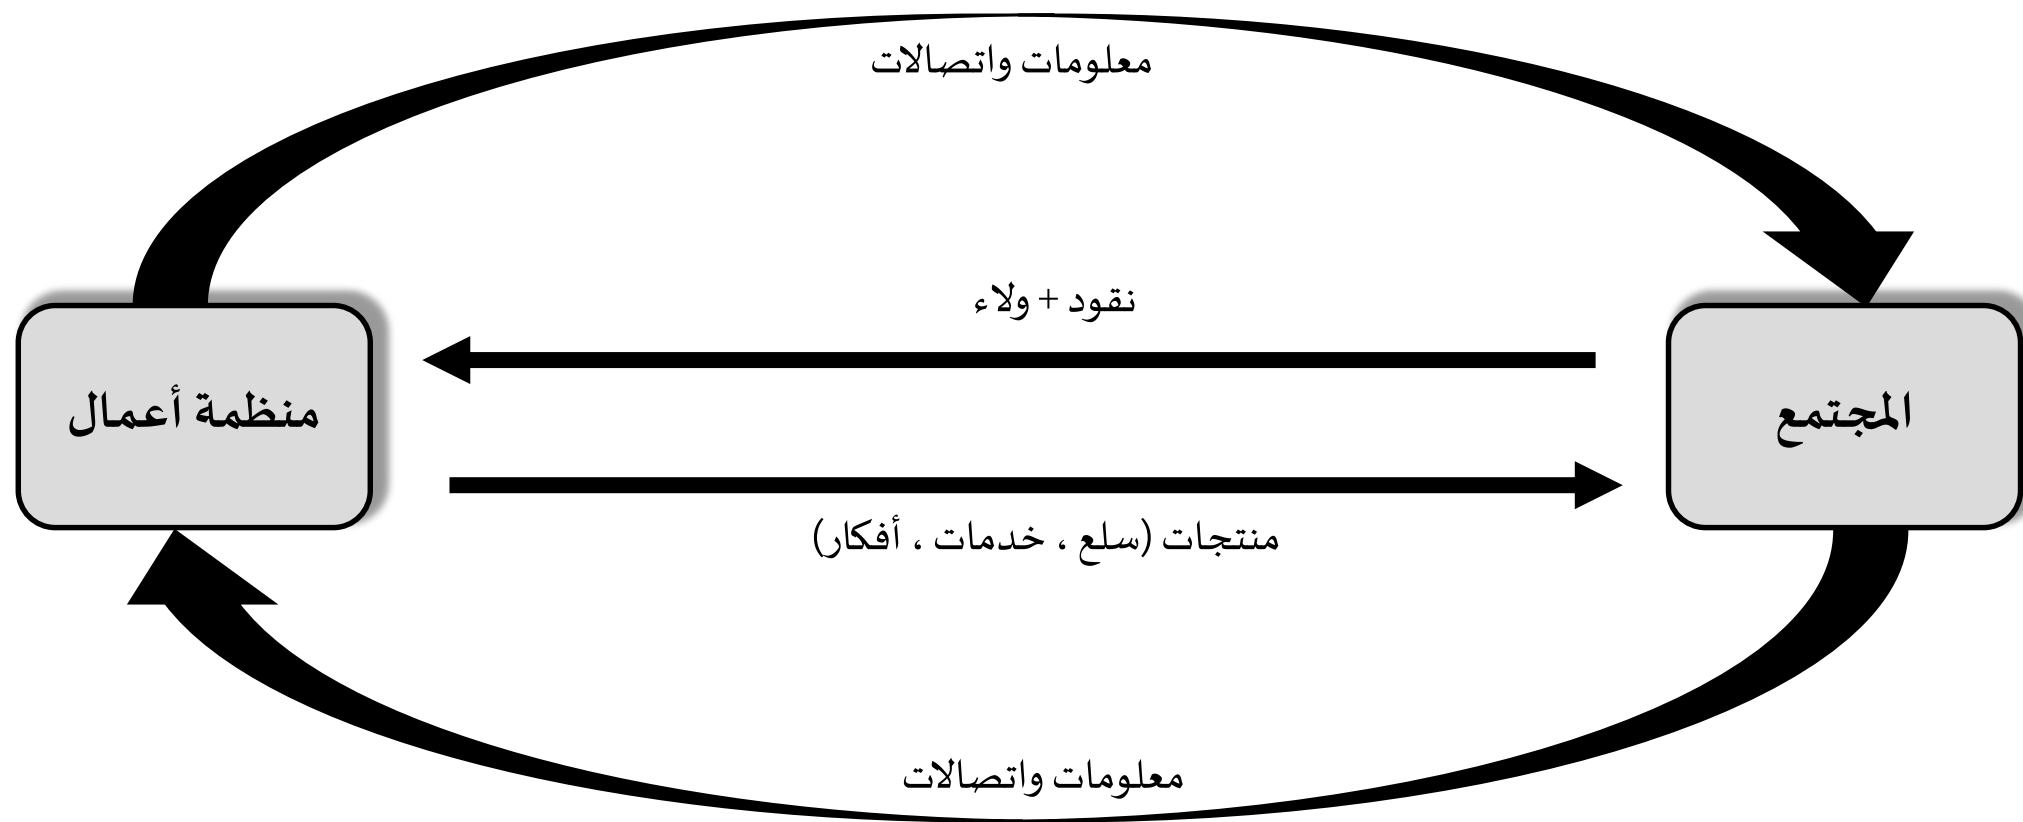 معلومات واتصالات
نقود + ولاء
المجتمع
منظمة أعمال
منتجات (سلع ، خدمات ، أفكار)
معلومات واتصالات